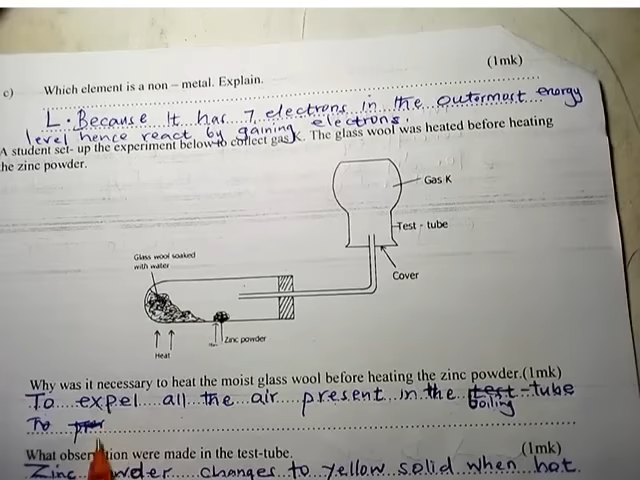 (1mk)
c) Which element is a non – metal. Explain.
L. Because It has 7 electrons in the outermost energy
level hence react by gaining electrons.
A student set- up the experiment below to collect gas K. The glass wool was heated before heating
the zinc powder.
Gas K
Test - tube
Glass wool soaked
with water
Cover
Zinc powder
Heat
Why was it necessary to heat the moist glass wool before heating the zinc powder.(1mk)
To expel all the air present in the boiling -tube
To
What observation were made in the test-tube. (1mk)
Zinc powder changes to yellow solid when hot.